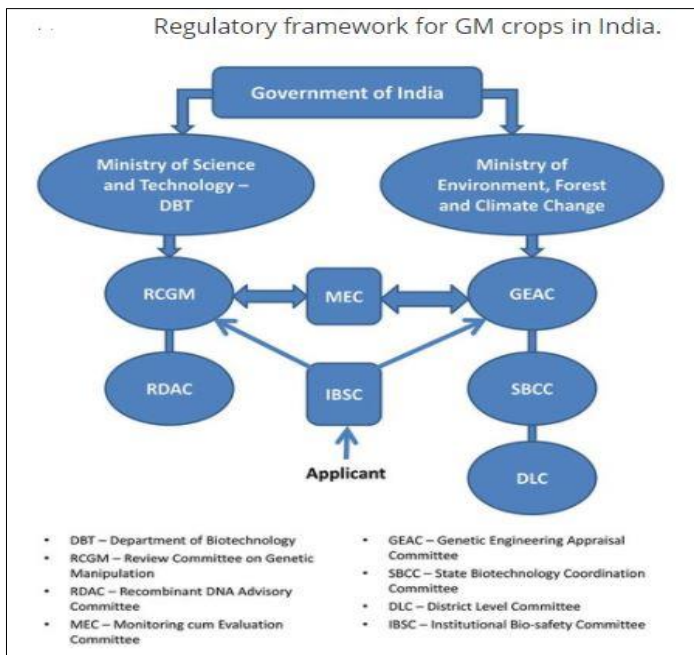 Regulatory framework for GM crops in India.
Government of India
Ministry of Science
and Technology –
DBT
Ministry of
Environment, Forest
and Climate Change
RCGM
MEC
GEAC
RDAC
IBSC
SBCC
Applicant
DLC
• DBT – Department of Biotechnology
• RCGM – Review Committee on Genetic
Manipulation
• RDAC – Recombinant DNA Advisory
Committee
• MEC – Monitoring cum Evaluation
Committee
• GEAC – Genetic Engineering Appraisal
Committee
• SBCC – State Biotechnology Coordination
Committee
• DLC – District Level Committee
• IBSC – Institutional Bio-safety Committee